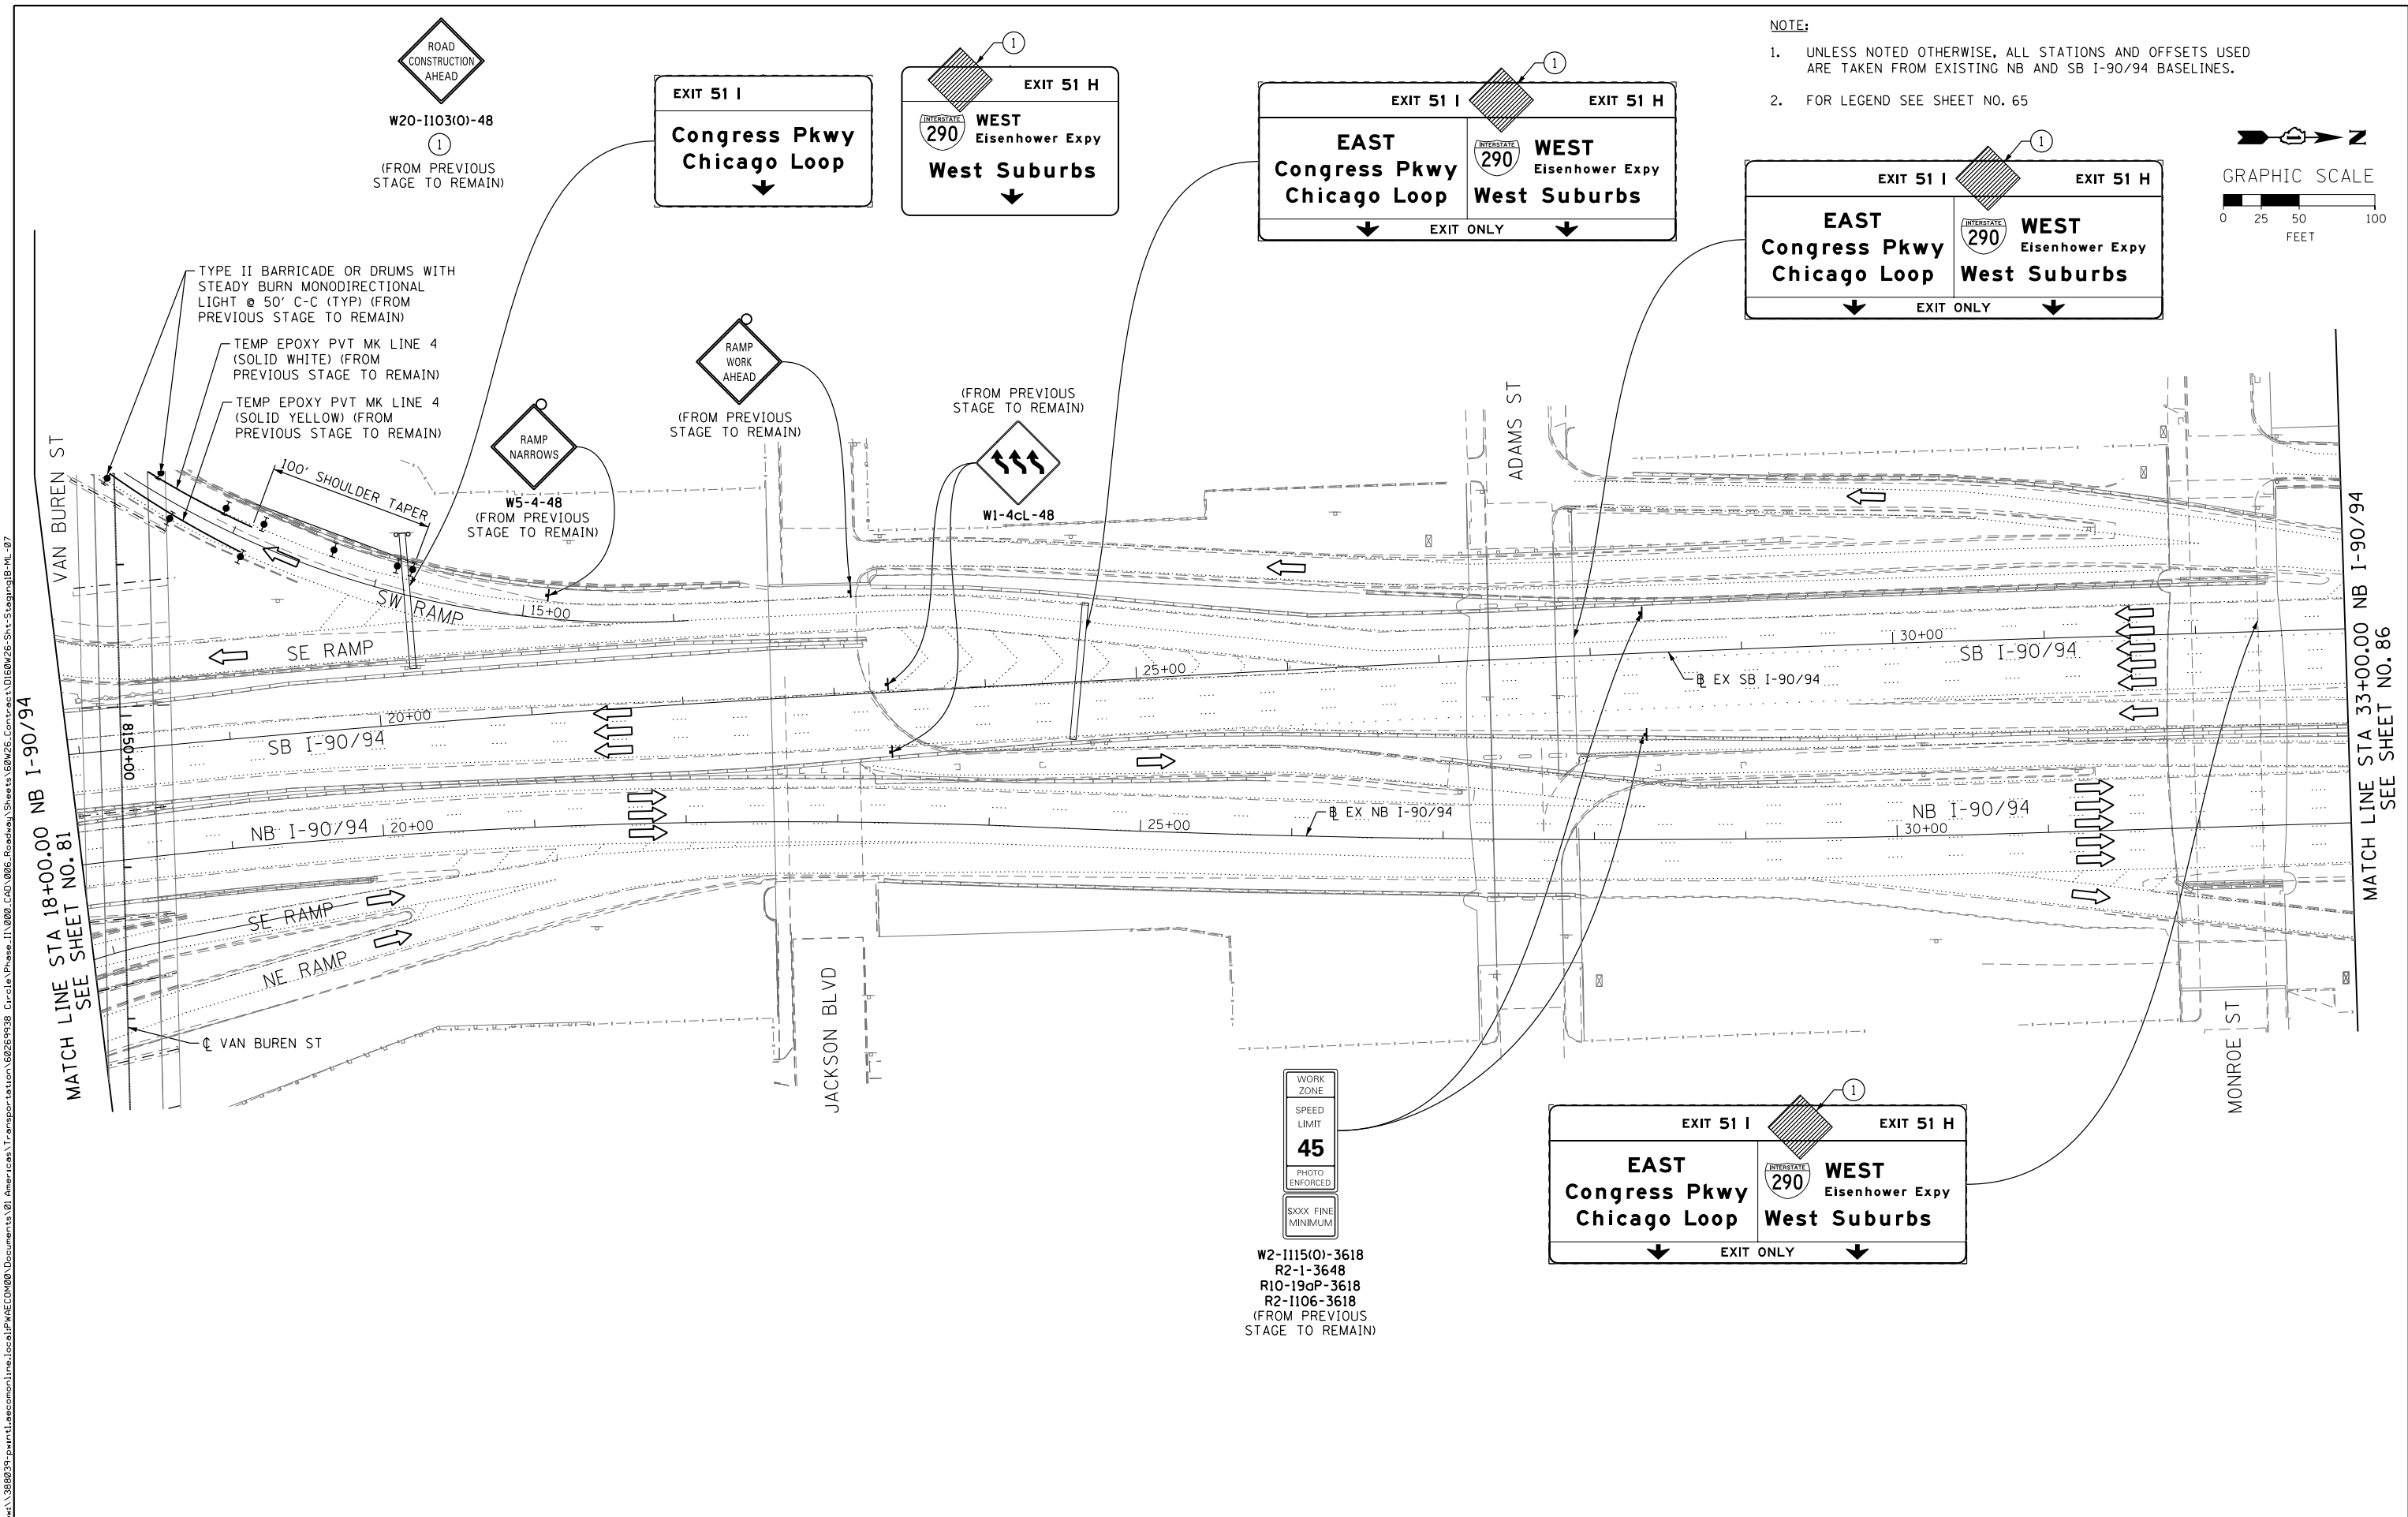 NOTE:
1. UNLESS NOTED OTHERWISE, ALL STATIONS AND OFFSETS USED
ARE TAKEN FROM EXISTING NB AND SB I-90/94 BASELINES.
2. FOR LEGEND SEE SHEET NO. 65
N
GRAPHIC SCALE
0 25 50 100
FEET
ROAD
CONSTRUCTION
AHEAD
W20-I103(O)-48
1
(FROM PREVIOUS
STAGE TO REMAIN)
EXIT 51 I
Congress Pkwy
Chicago Loop
1
EXIT 51 H
INTERSTATE
290
WEST
Eisenhower Expy
West Suburbs
1
EXIT 51 I
EXIT 51 H
EAST
Congress Pkwy
Chicago Loop
INTERSTATE
290
WEST
Eisenhower Expy
West Suburbs
EXIT ONLY
1
EXIT 51 I
EXIT 51 H
EAST
Congress Pkwy
Chicago Loop
INTERSTATE
290
WEST
Eisenhower Expy
West Suburbs
EXIT ONLY
TYPE II BARRICADE OR DRUMS WITH
STEADY BURN MONODIRECTIONAL
LIGHT @ 50' C-C (TYP) (FROM
PREVIOUS STAGE TO REMAIN)
TEMP EPOXY PVT MK LINE 4
(SOLID WHITE) (FROM
PREVIOUS STAGE TO REMAIN)
TEMP EPOXY PVT MK LINE 4
(SOLID YELLOW) (FROM
PREVIOUS STAGE TO REMAIN)
100' SHOULDER TAPER
RAMP
NARROWS
W5-4-48
(FROM PREVIOUS
STAGE TO REMAIN)
RAMP
WORK
AHEAD
(FROM PREVIOUS
STAGE TO REMAIN)
(FROM PREVIOUS
STAGE TO REMAIN)
W1-4cL-48
VAN BUREN ST
ADAMS ST
SW RAMP
15+00
SE RAMP
20+00
SB I-90/94
8150+00
25+00
30+00
SB I-90/94
℄ EX SB I-90/94
NB I-90/94
20+00
25+00
℄ EX NB I-90/94
NB I-90/94
30+00
SE RAMP
NE RAMP
℄ VAN BUREN ST
JACKSON BLVD
MONROE ST
MATCH LINE STA 18+00.00 NB I-90/94
SEE SHEET NO. 81
MATCH LINE STA 33+00.00 NB I-90/94
SEE SHEET NO. 86
WORK
ZONE
SPEED
LIMIT
45
PHOTO
ENFORCED
$XXX FINE
MINIMUM
W2-I115(O)-3618
R2-1-3648
R10-19aP-3618
R2-I106-3618
(FROM PREVIOUS
STAGE TO REMAIN)
1
EXIT 51 I
EXIT 51 H
EAST
Congress Pkwy
Chicago Loop
INTERSTATE
290
WEST
Eisenhower Expy
West Suburbs
EXIT ONLY